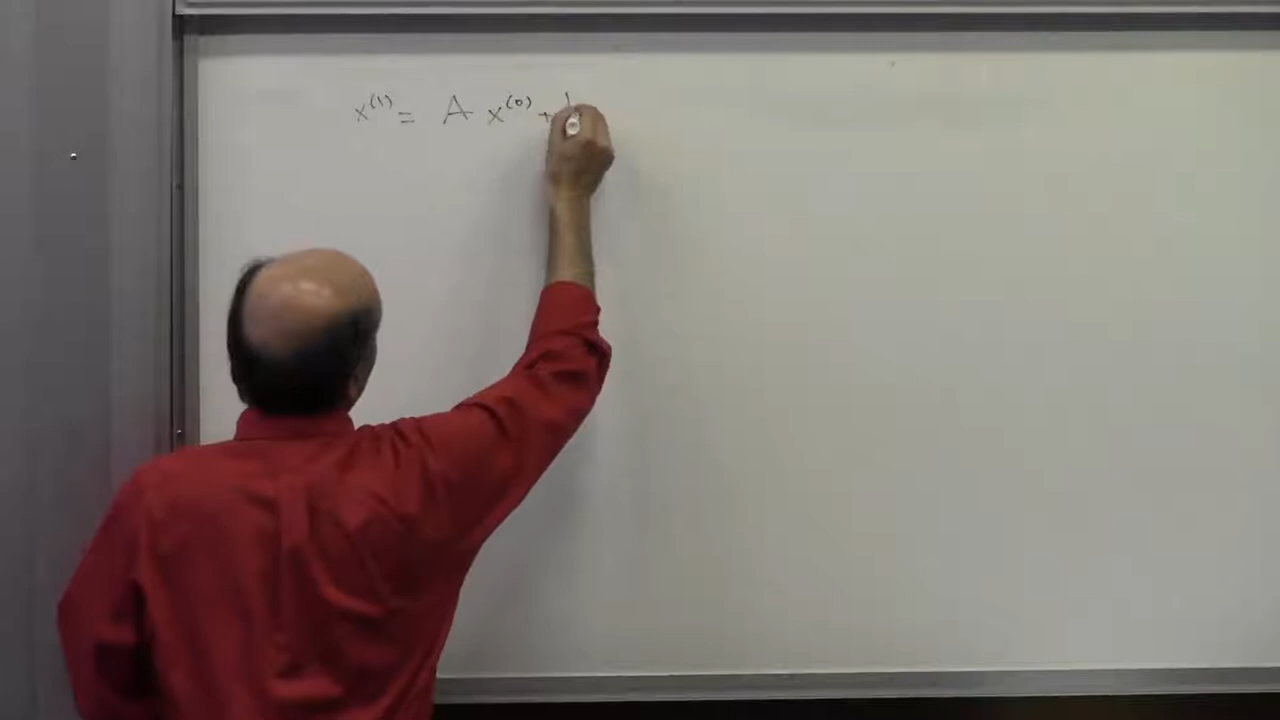 x^(1) = A x^(0) +